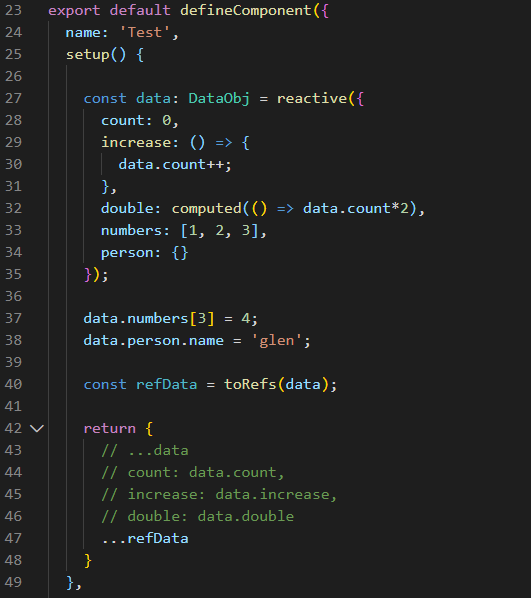 23 export default defineComponent({
24   name: 'Test',
25   setup() {
26
27     const data: DataObj = reactive({
28       count: 0,
29       increase: () => {
30         data.count++;
31       },
32       double: computed(() => data.count*2),
33       numbers: [1, 2, 3],
34       person: {}
35     });
36
37     data.numbers[3] = 4;
38     data.person.name = 'glen';
39
40     const refData = toRefs(data);
41
42     return {
43       // ...data
44       // count: data.count,
45       // increase: data.increase,
46       // double: data.double
47       ...refData
48     }
49   },